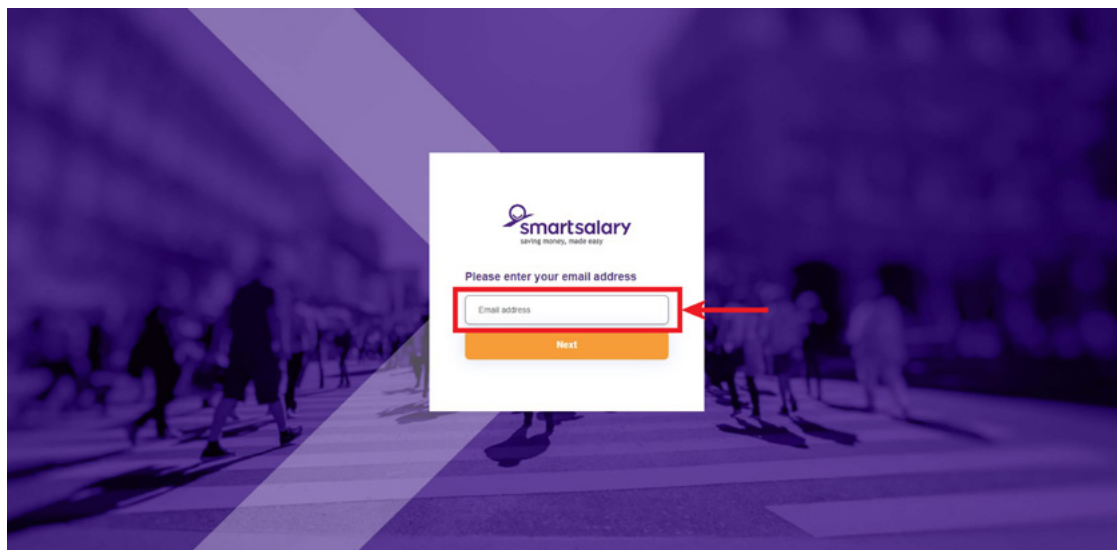 smartsalary
saving money, made easy
Please enter your email address
Email address
Next